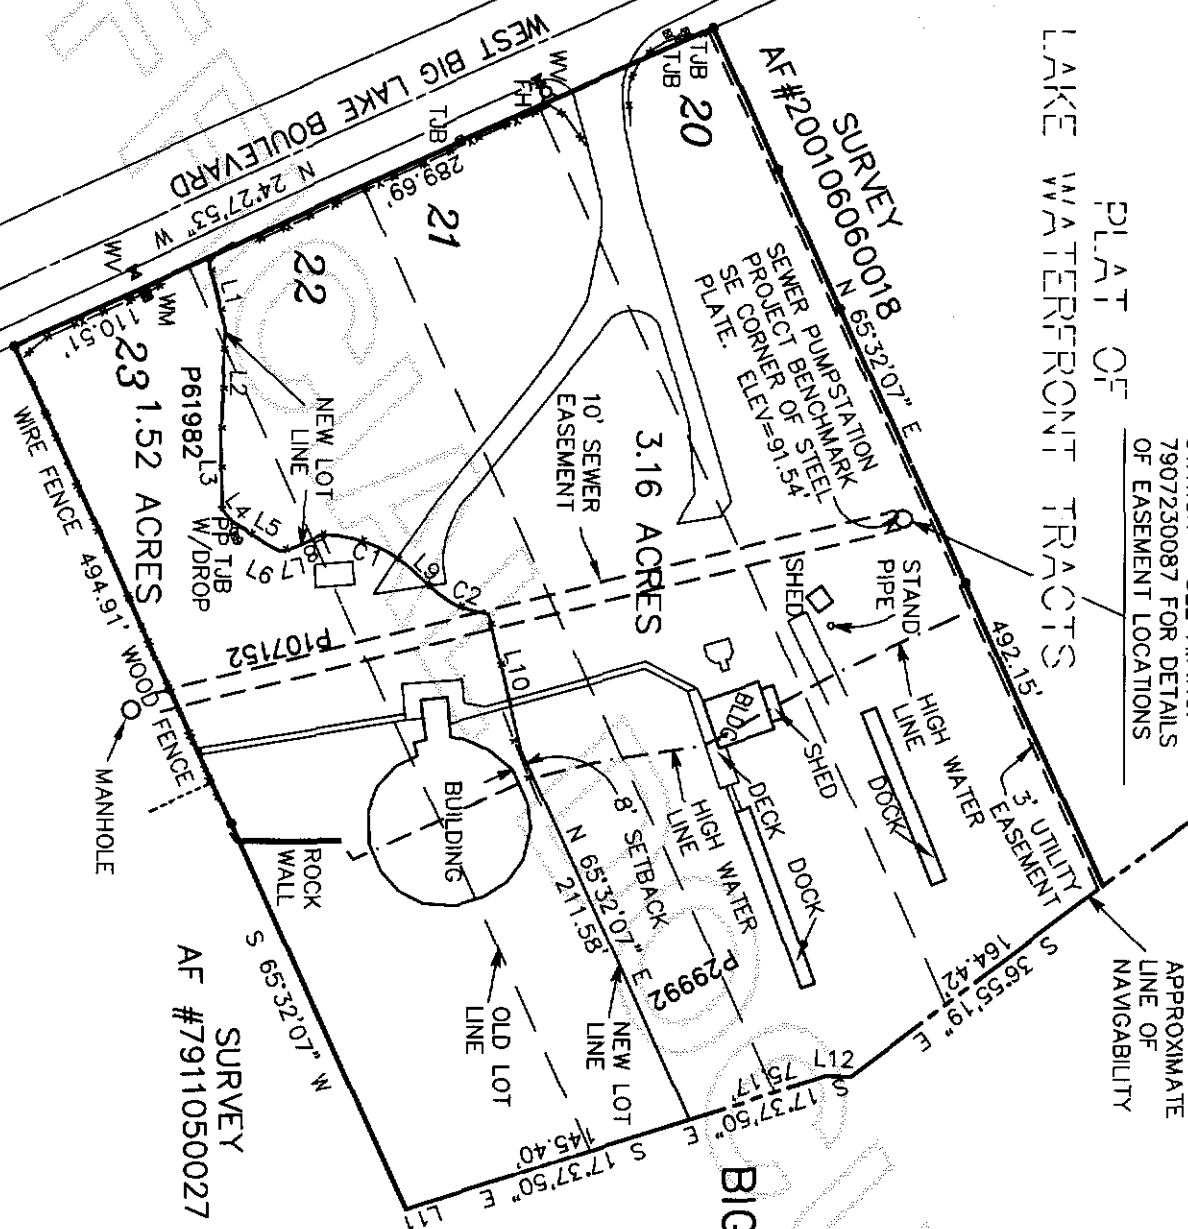 PLAT OF
LAKE WATERFRONT TRACTS
7907230087 FOR DETAILS
OF EASEMENT LOCATIONS
SURVEY
AF#200106060018
N 65°32'07" E
492.15'
3' UTILITY
EASEMENT
APPROXIMATE
LINE OF
NAVIGABILITY
S 36°55'19" E
164.42'
L12
S 17°37'50" E
75.17'
S 17°37'50" E
145.40'
L11
BIG
WEST BIG LAKE BOULEVARD
N 24°27'53" W
289.69'
110.51'
TJB
TJB
TJB
WV
FH
WV
WM
20
21
22
23
1.52 ACRES
P61982
3.16 ACRES
SEWER PUMPSTATION
PROJECT BENCHMARK
SE CORNER OF STEEL
PLATE. ELEV=91.54'
10' SEWER
EASEMENT
NEW LOT
LINE
L1
L2
L3
L4
L5
L6
L7
L8
C1
L9
C2
L10
PP TJB
W/DROP
P107152
STAND
PIPE
SHED
HIGH WATER
LINE
BLDG
SHED
DOCK
DECK
DOCK
HIGH WATER
LINE
8' SETBACK
N 65°32'07" E
211.58'
P29992
NEW LOT
LINE
OLD LOT
LINE
BUILDING
ROCK
WALL
MANHOLE
WIRE FENCE
494.91'
WOOD FENCE
S 65°32'07" W
SURVEY
AF #7911050027